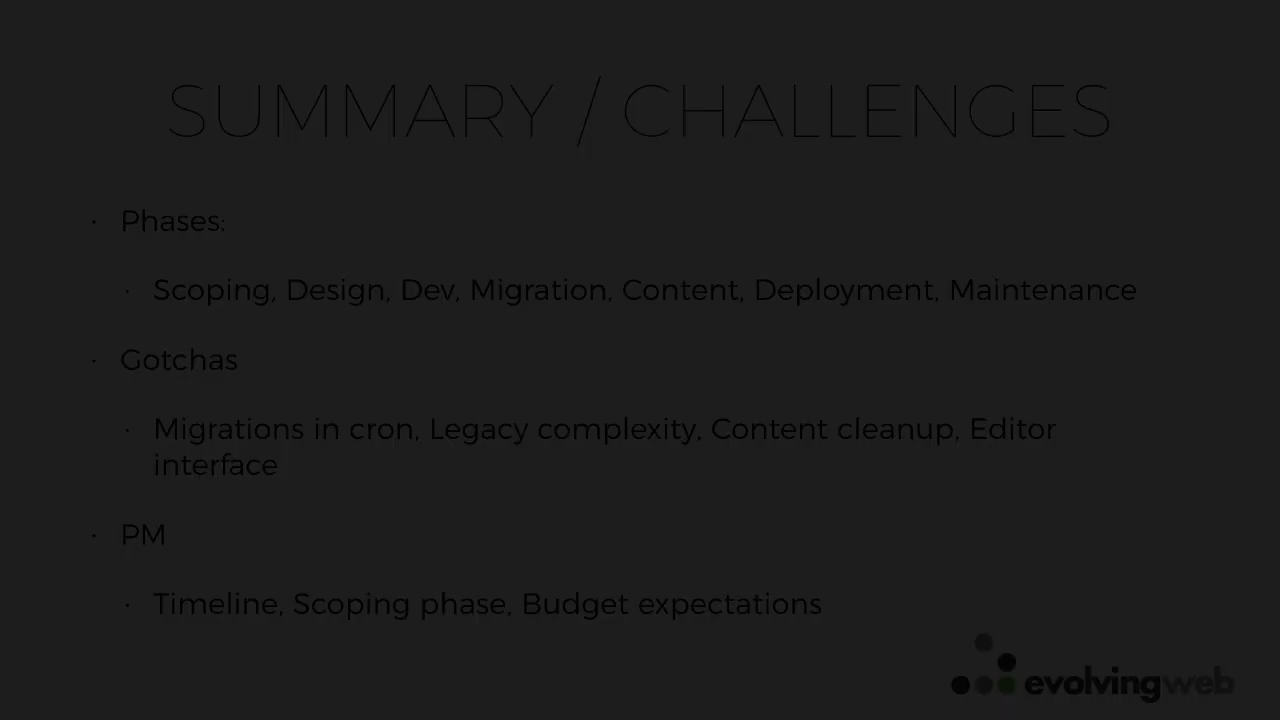 SUMMARY / CHALLENGES
· Phases:
· Scoping, Design, Dev, Migration, Content, Deployment, Maintenance
· Gotchas
· Migrations in cron, Legacy complexity, Content cleanup, Editor
interface
· PM
· Timeline, Scoping phase, Budget expectations
evolvingweb